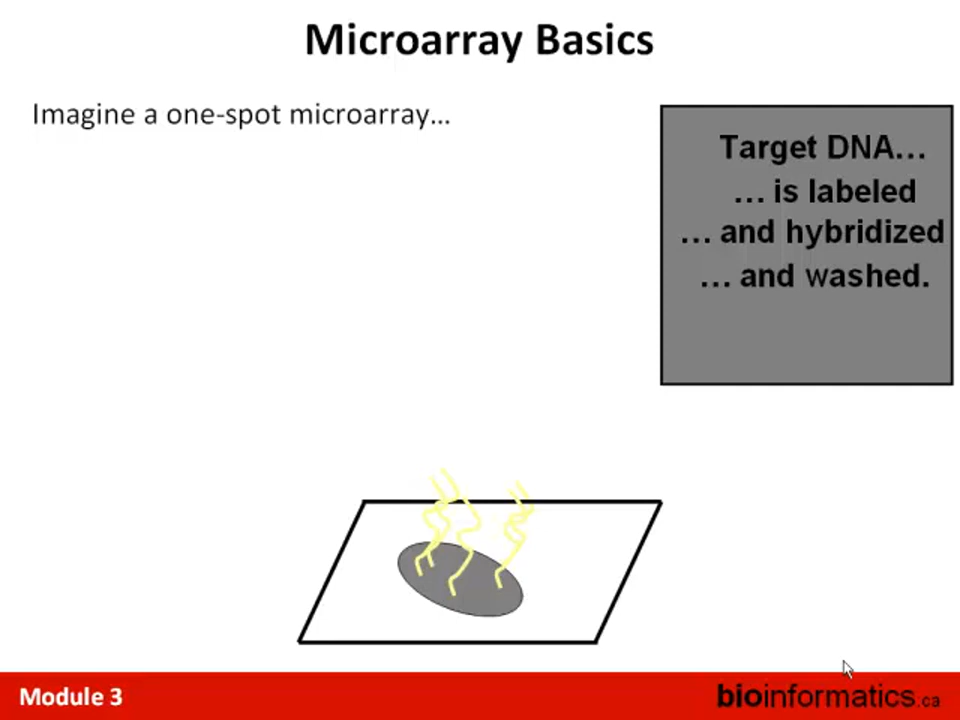 Microarray Basics
Imagine a one-spot microarray…
Target DNA…
… is labeled
… and hybridized
… and washed.
Module 3
bioinformatics.ca